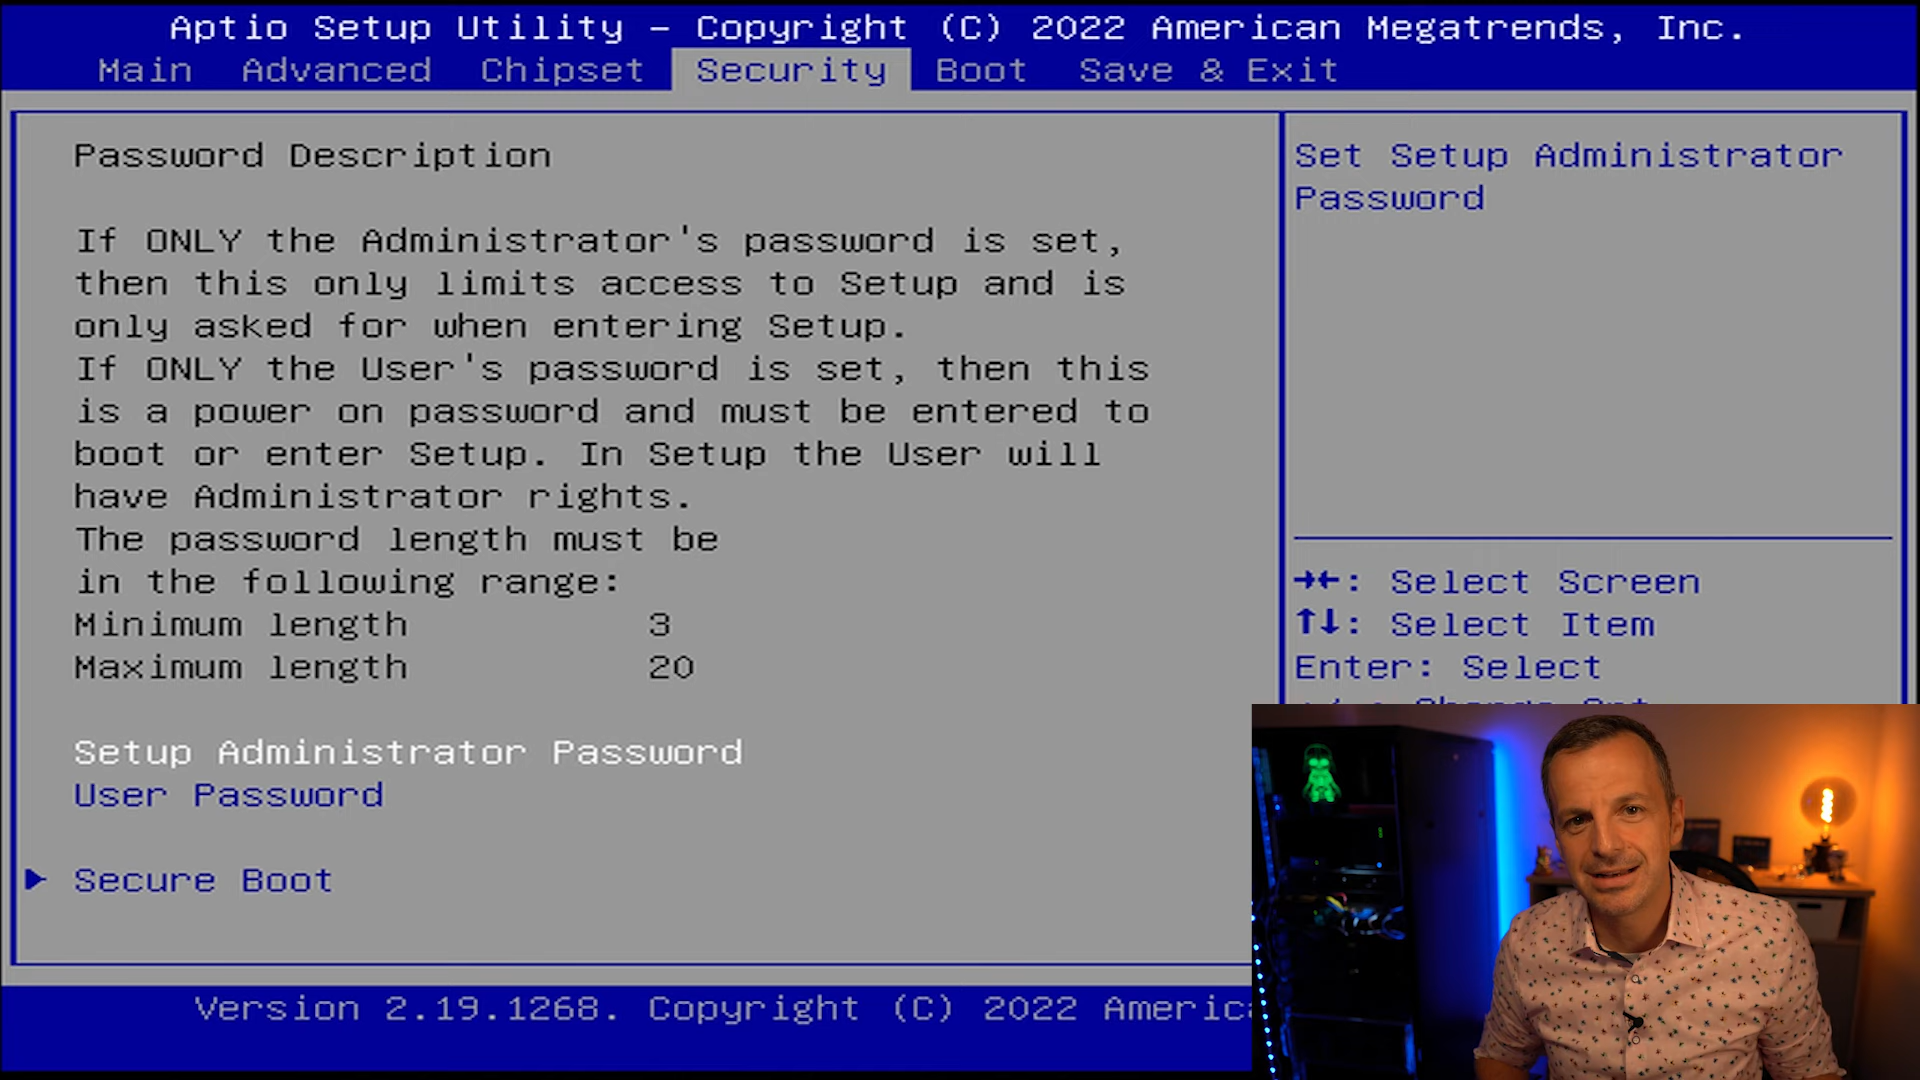 Aptio Setup Utility – Copyright (C) 2022 American Megatrends, Inc.
Main Advanced Chipset Security Boot Save & Exit
Password Description
If ONLY the Administrator's password is set,
then this only limits access to Setup and is
only asked for when entering Setup.
If ONLY the User's password is set, then this
is a power on password and must be entered to
boot or enter Setup. In Setup the User will
have Administrator rights.
The password length must be
in the following range:
Minimum length 3
Maximum length 20
Setup Administrator Password
User Password
Secure Boot
Set Setup Administrator
Password
→←: Select Screen
↑↓: Select Item
Enter: Select
Version 2.19.1268. Copyright (C) 2022 Americ